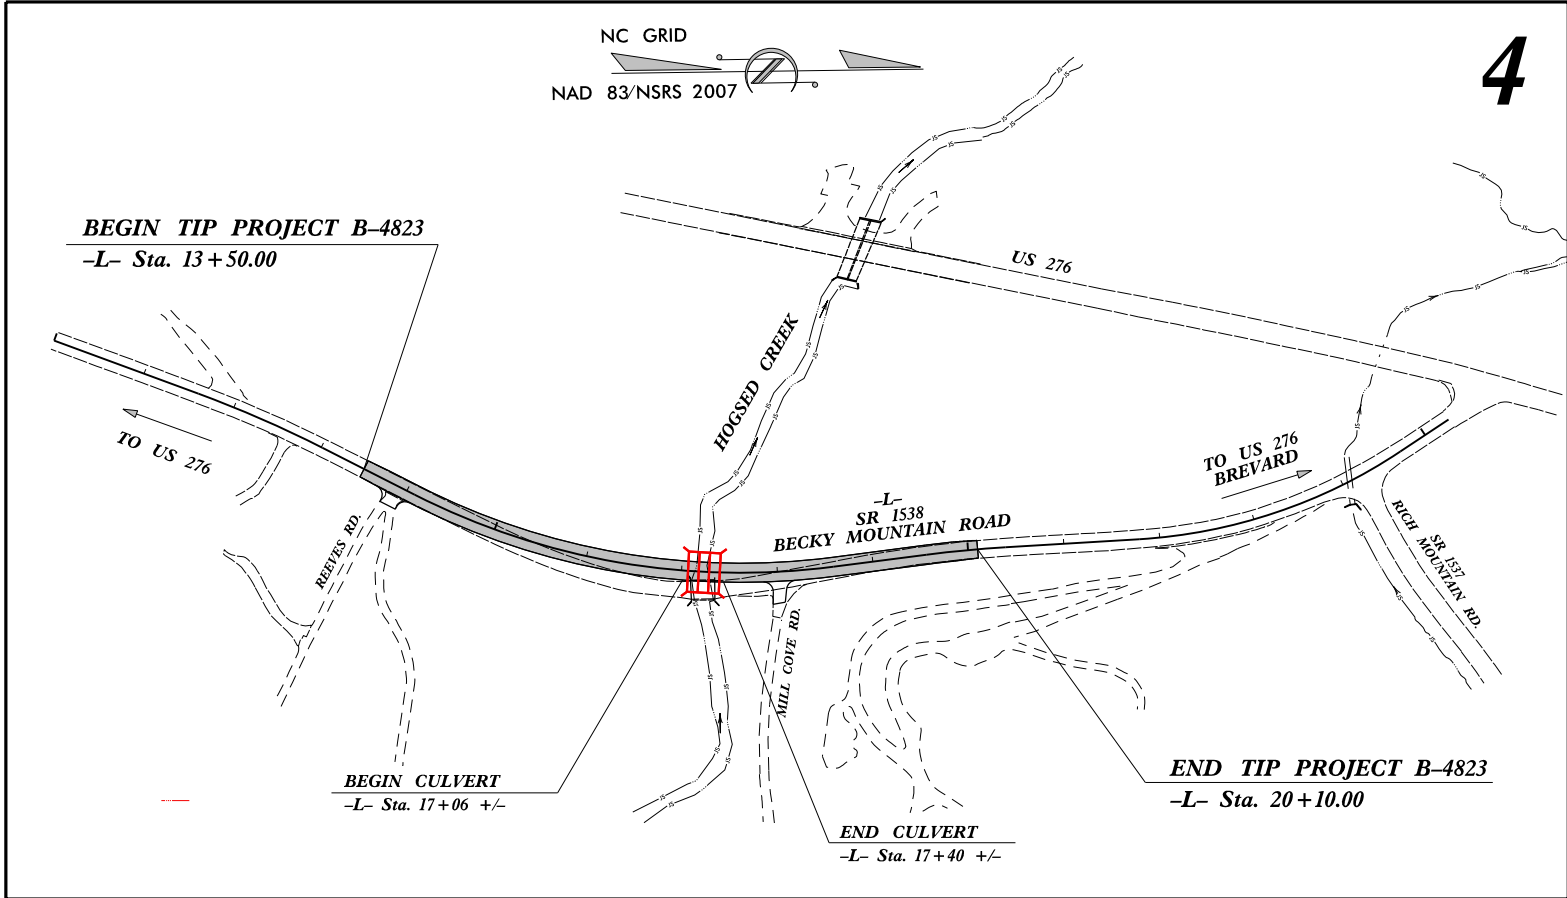 NC GRID
NAD 83/NSRS 2007
4
BEGIN TIP PROJECT B–4823
–L– Sta. 13+50.00
US 276
HOGSED CREEK
TO US 276
TO US 276
BREVARD
–L–
SR 1538
BECKY MOUNTAIN ROAD
REEVES RD.
SR 1537
RICH MOUNTAIN RD.
MILL COVE RD.
BEGIN CULVERT
–L– Sta. 17+06 +/–
END TIP PROJECT B–4823
–L– Sta. 20+10.00
END CULVERT
–L– Sta. 17+40 +/–